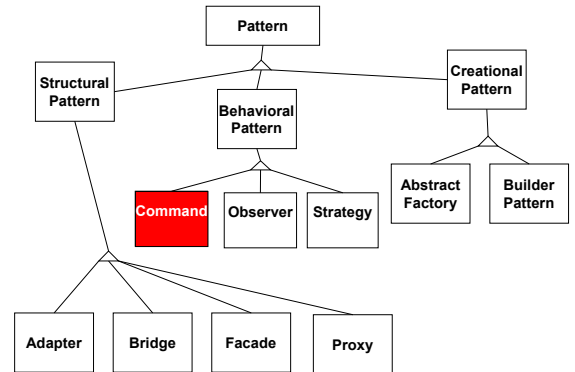 Pattern
Structural
Pattern
Behavioral
Pattern
Creational
Pattern
Command
Observer
Strategy
Abstract
Factory
Builder
Pattern
Adapter
Bridge
Facade
Proxy